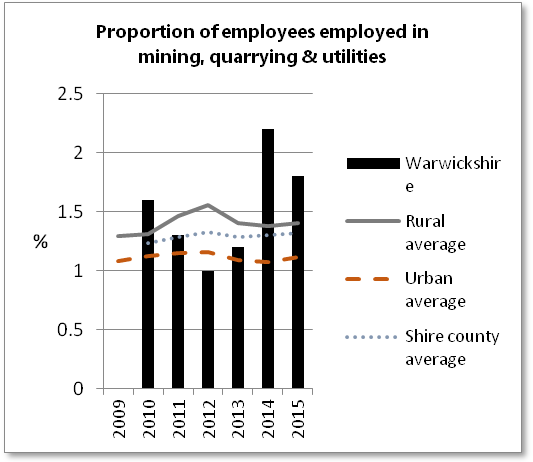 Proportion of employees employed in
mining, quarrying & utilities
2.5
2
1.5
1
0.5
0
%
2009
2010
2011
2012
2013
2014
2015
Warwickshir
e
Rural
average
Urban
average
Shire county
average